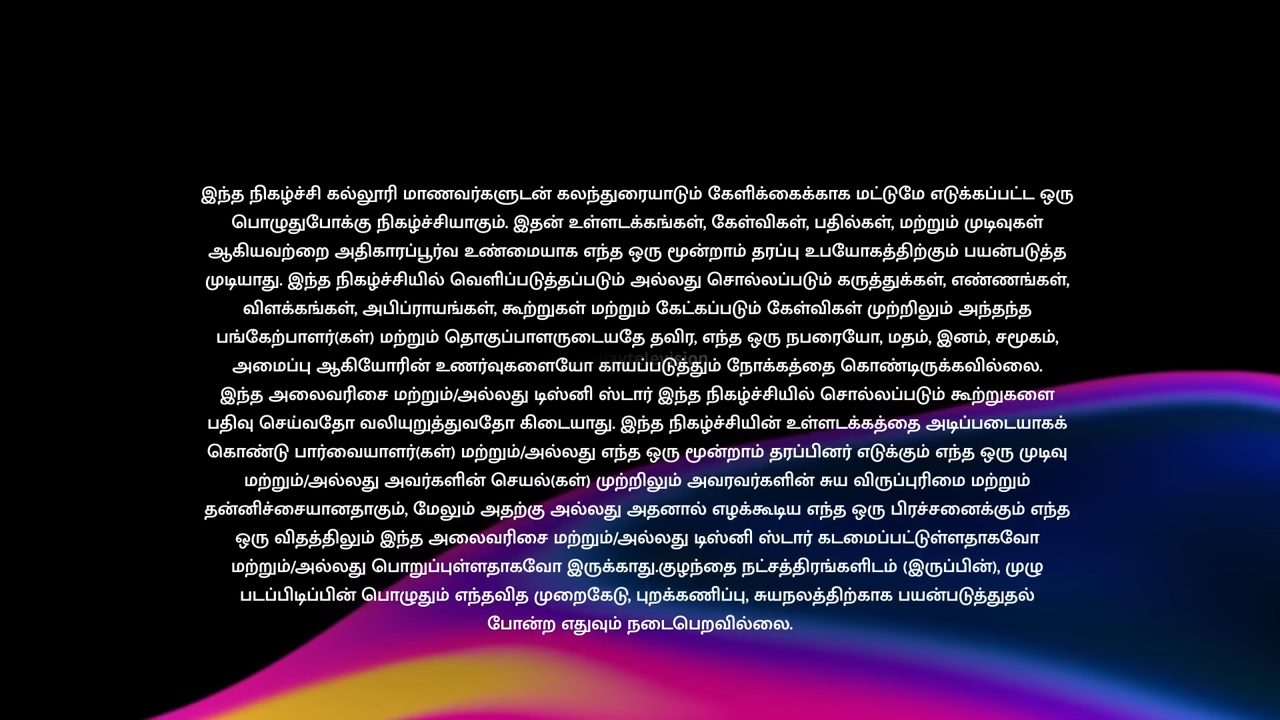 இந்த நிகழ்ச்சி கல்லூரி மாணவர்களுடன் கலந்துரையாடும் கேளிக்கைக்காக மட்டுமே எடுக்கப்பட்ட ஒரு
பொழுதுபோக்கு நிகழ்ச்சியாகும். இதன் உள்ளடக்கங்கள், கேள்விகள், பதில்கள், மற்றும் முடிவுகள்
ஆகியவற்றை அதிகாரப்பூர்வ உண்மையாக எந்த ஒரு மூன்றாம் தரப்பு உபயோகத்திற்கும் பயன்படுத்த
முடியாது. இந்த நிகழ்ச்சியில் வெளிப்படுத்தப்படும் அல்லது சொல்லப்படும் கருத்துக்கள், எண்ணங்கள்,
விளக்கங்கள், அபிப்ராயங்கள், கூற்றுகள் மற்றும் கேட்கப்படும் கேள்விகள் முற்றிலும் அந்தந்த
பங்கேற்பாளர்(கள்) மற்றும் தொகுப்பாளருடையதே தவிர, எந்த ஒரு நபரையோ, மதம், இனம், சமூகம்,
அமைப்பு ஆகியோரின் உணர்வுகளையோ காயப்படுத்தும் நோக்கத்தை கொண்டிருக்கவில்லை.
இந்த அலைவரிசை மற்றும்/அல்லது டிஸ்னி ஸ்டார் இந்த நிகழ்ச்சியில் சொல்லப்படும் கூற்றுகளை
பதிவு செய்வதோ வலியுறுத்துவதோ கிடையாது. இந்த நிகழ்ச்சியின் உள்ளடக்கத்தை அடிப்படையாகக்
கொண்டு பார்வையாளர்(கள்) மற்றும்/அல்லது எந்த ஒரு மூன்றாம் தரப்பினர் எடுக்கும் எந்த ஒரு முடிவு
மற்றும்/அல்லது அவர்களின் செயல்(கள்) முற்றிலும் அவரவர்களின் சுய விருப்புரிமை மற்றும்
தன்னிச்சையானதாகும், மேலும் அதற்கு அல்லது அதனால் எழக்கூடிய எந்த ஒரு பிரச்சனைக்கும் எந்த
ஒரு விதத்திலும் இந்த அலைவரிசை மற்றும்/அல்லது டிஸ்னி ஸ்டார் கடமைப்பட்டுள்ளதாகவோ
மற்றும்/அல்லது பொறுப்புள்ளதாகவோ இருக்காது.குழந்தை நட்சத்திரங்களிடம் (இருப்பின்), முழு
படப்பிடிப்பின் பொழுதும் எந்தவித முறைகேடு, புறக்கணிப்பு, சுயநலத்திற்காக பயன்படுத்துதல்
போன்ற எதுவும் நடைபெறவில்லை.